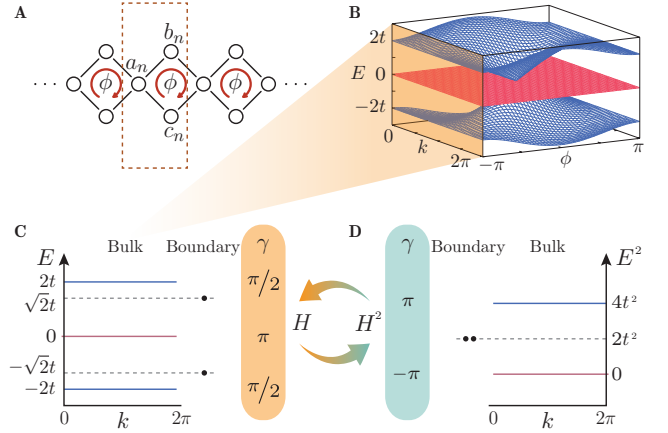 A
b_n
a_n
ϕ ϕ ϕ
· · · · · ·
c_n
B
2t
E 0
−2t
0 k 2π −π ϕ π
C E Bulk Boundary γ
2t
√2t
0
−√2t
−2t
0 k 2π
π/2
π
π/2
H H²
D γ Boundary Bulk E²
π
−π
4t²
2t²
0
0 k 2π